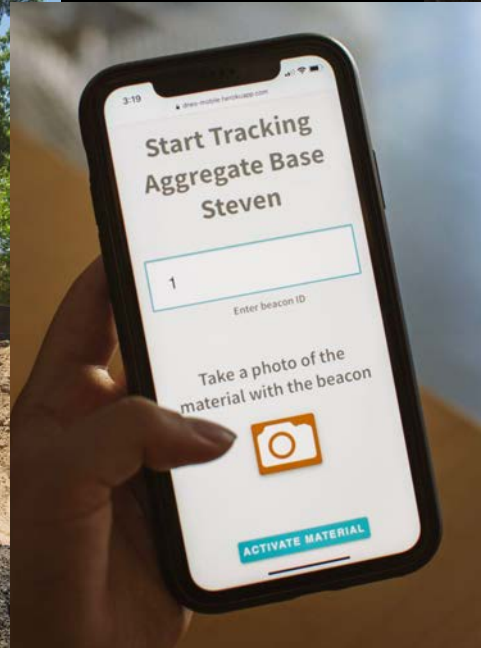 3:19
Start Tracking
Aggregate Base
Steven
1
Enter beacon ID
Take a photo of the
material with the beacon
ACTIVATE MATERIAL